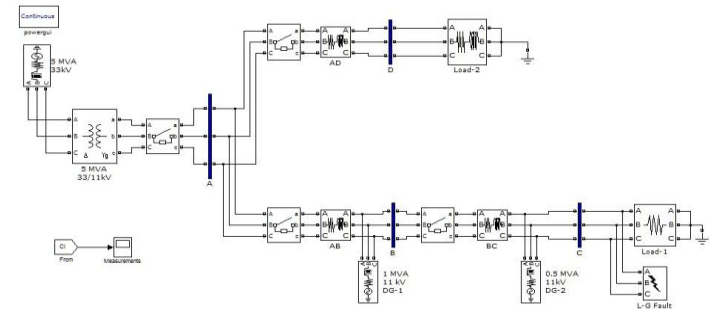 Continuous
powergui
5 MVA
33kV
A B C
A a
B b
C c
Δ Yg
5 MVA
33/11kV
A a
B b
C c
A
A a
B b
C c
A A
B B
C C
AD
D
A A
B B
C C
Load-2
A a
B b
C c
A A
B B
C C
AB
B
A a
B b
C c
A A
B B
C C
BC
C
A A
B B
C C
Load-1
A B C
1 MVA
11 kV
DG-1
A B C
0.5 MVA
11kV
DG-2
A
B
C
L-G Fault
CI
From
Measurements